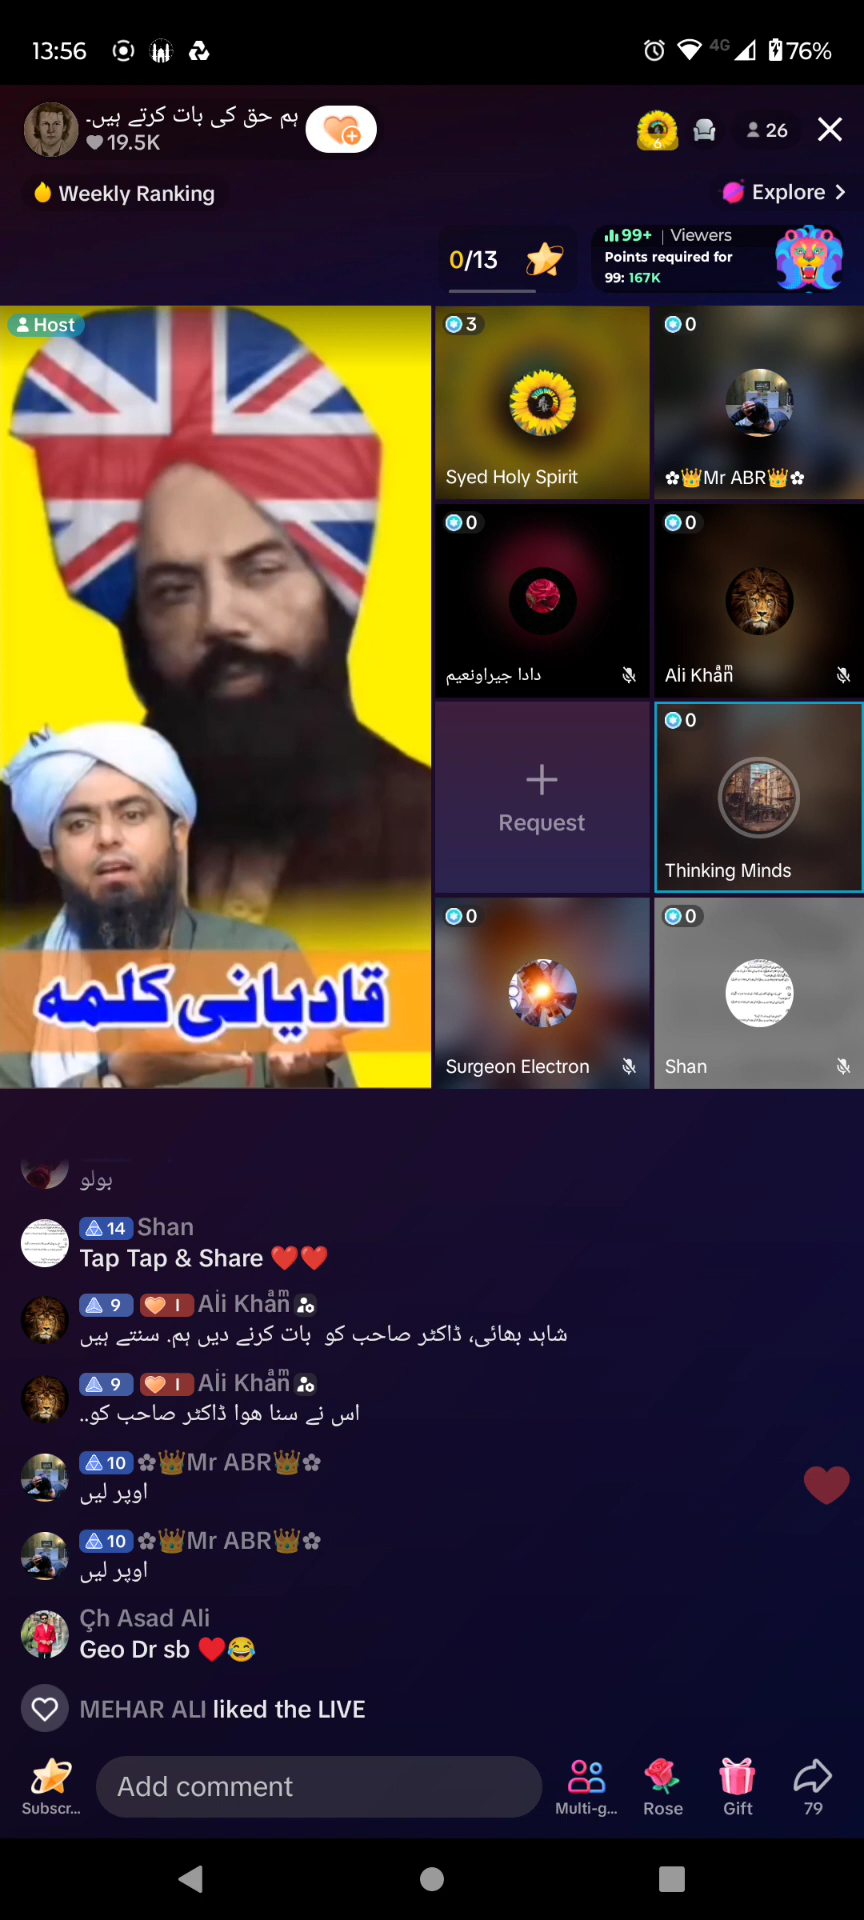 13:56
4G
76%
ہم حق کی بات کرتے ہیں۔
19.5K
26
Weekly Ranking
Explore
0/13
99+ | Viewers
Points required for
99: 167K
Host
قادیانی کلمہ
3
Syed Holy Spirit
0
Mr ABR
0
دادا جیراونعیم
0
Ali Khan
Request
0
Thinking Minds
0
Surgeon Electron
0
Shan
بولو
14 Shan
Tap Tap & Share ❤️❤️
9 I Ali Khan
شاہد بھائی، ڈاکٹر صاحب کو بات کرنے دیں ہم. سنتے ہیں
9 I Ali Khan
اس نے سنا ھوا ڈاکٹر صاحب کو..
10 ✿👑Mr ABR👑✿
اوپر لیں
10 ✿👑Mr ABR👑✿
اوپر لیں
Çh Asad Ali
Geo Dr sb ♥️😂
MEHAR ALI liked the LIVE
Subscr...
Add comment
Multi-g...
Rose
Gift
79